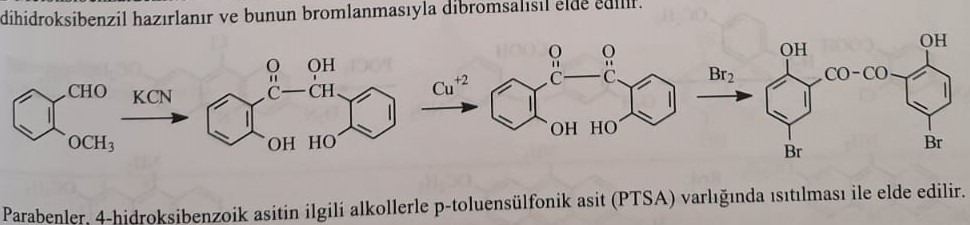 dihidroksibenzil hazırlanır ve bunun bromlanmasıyla dibromsalisil elde edilir.
CHO
OCH3
KCN
O OH
C—CH
OH HO
Cu+2
O O
C—C
OH HO
Br2
OH OH
CO-CO
Br Br
Parabenler, 4-hidroksibenzoik asitin ilgili alkollerle p-toluensülfonik asit (PTSA) varlığında ısıtılması ile elde edilir.